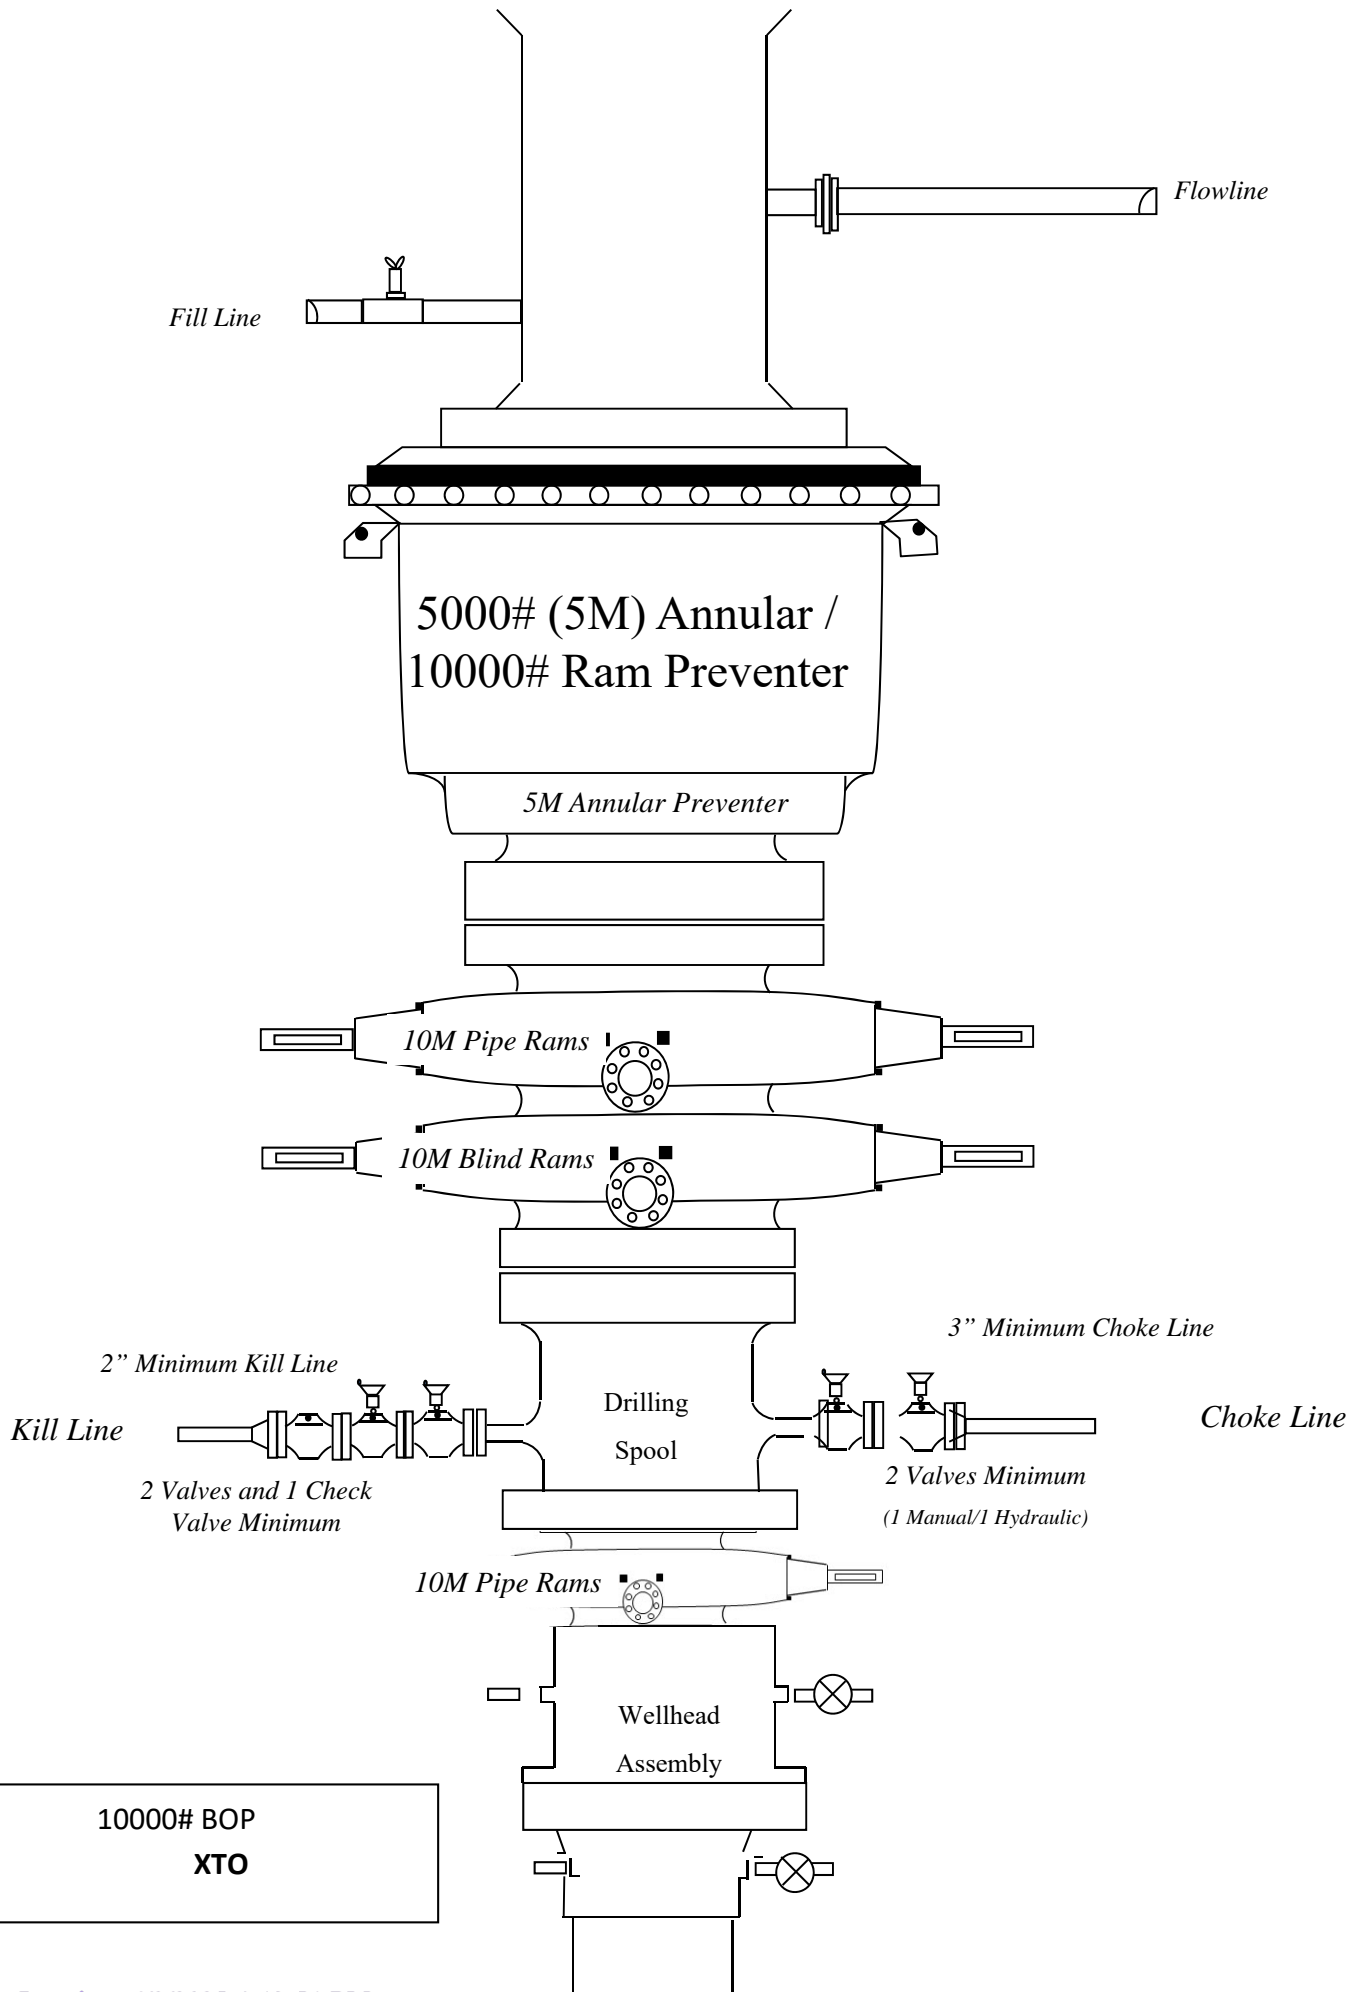 Flowline
Fill Line
5000# (5M) Annular /
10000# Ram Preventer
5M Annular Preventer
10M Pipe Rams
10M Blind Rams
3” Minimum Choke Line
2” Minimum Kill Line
Drilling
Spool
Kill Line
Choke Line
2 Valves and 1 Check
Valve Minimum
2 Valves Minimum
(1 Manual/1 Hydraulic)
10M Pipe Rams
Wellhead
Assembly
10000# BOP
XTO